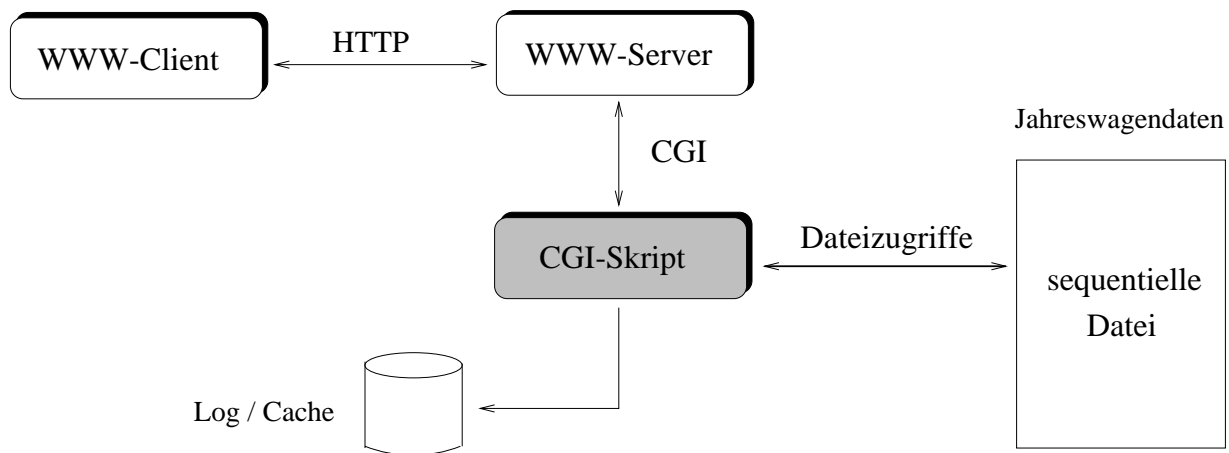 HTTP
WWW-Client
WWW-Server
Jahreswagendaten
CGI
Dateizugriffe
CGI-Skript
sequentielle
Datei
Log / Cache